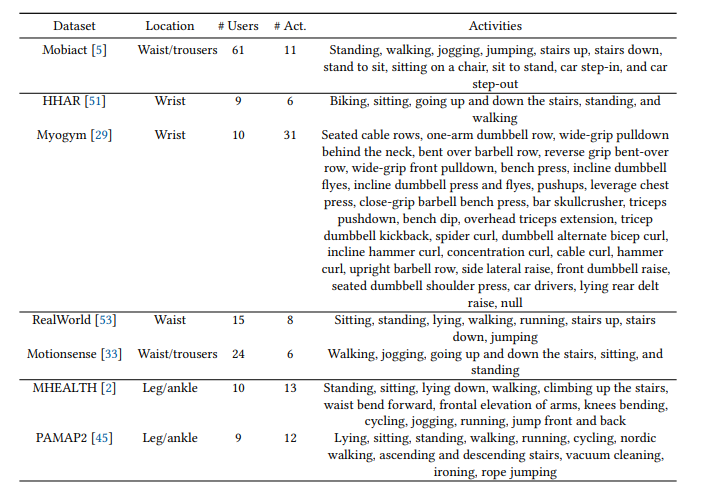 Dataset Location # Users # Act. Activities
Mobiact [5] Waist/trousers 61 11 Standing, walking, jogging, jumping, stairs up, stairs down,
stand to sit, sitting on a chair, sit to stand, car step-in, and car
step-out
HHAR [51] Wrist 9 6 Biking, sitting, going up and down the stairs, standing, and
walking
Myogym [29] Wrist 10 31 Seated cable rows, one-arm dumbbell row, wide-grip pulldown
behind the neck, bent over barbell row, reverse grip bent-over
row, wide-grip front pulldown, bench press, incline dumbbell
flyes, incline dumbbell press and flyes, pushups, leverage chest
press, close-grip barbell bench press, bar skullcrusher, triceps
pushdown, bench dip, overhead triceps extension, tricep
dumbbell kickback, spider curl, dumbbell alternate bicep curl,
incline hammer curl, concentration curl, cable curl, hammer
curl, upright barbell row, side lateral raise, front dumbbell raise,
seated dumbbell shoulder press, car drivers, lying rear delt
raise, null
RealWorld [53] Waist 15 8 Sitting, standing, lying, walking, running, stairs up, stairs
down, jumping
Motionsense [33] Waist/trousers 24 6 Walking, jogging, going up and down the stairs, sitting, and
standing
MHEALTH [2] Leg/ankle 10 13 Standing, sitting, lying down, walking, climbing up the stairs,
waist bend forward, frontal elevation of arms, knees bending,
cycling, jogging, running, jump front and back
PAMAP2 [45] Leg/ankle 9 12 Lying, sitting, standing, walking, running, cycling, nordic
walking, ascending and descending stairs, vacuum cleaning,
ironing, rope jumping